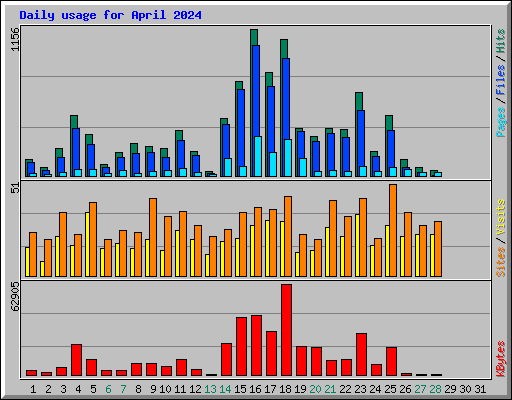 Daily usage for April 2024
1156
Pages / Files / Hits
51
Sites / Visits
62905
KBytes
1 2 3 4 5 6 7 8 9 10 11 12 13 14 15 16 17 18 19 20 21 22 23 24 25 26 27 28 29 30 31